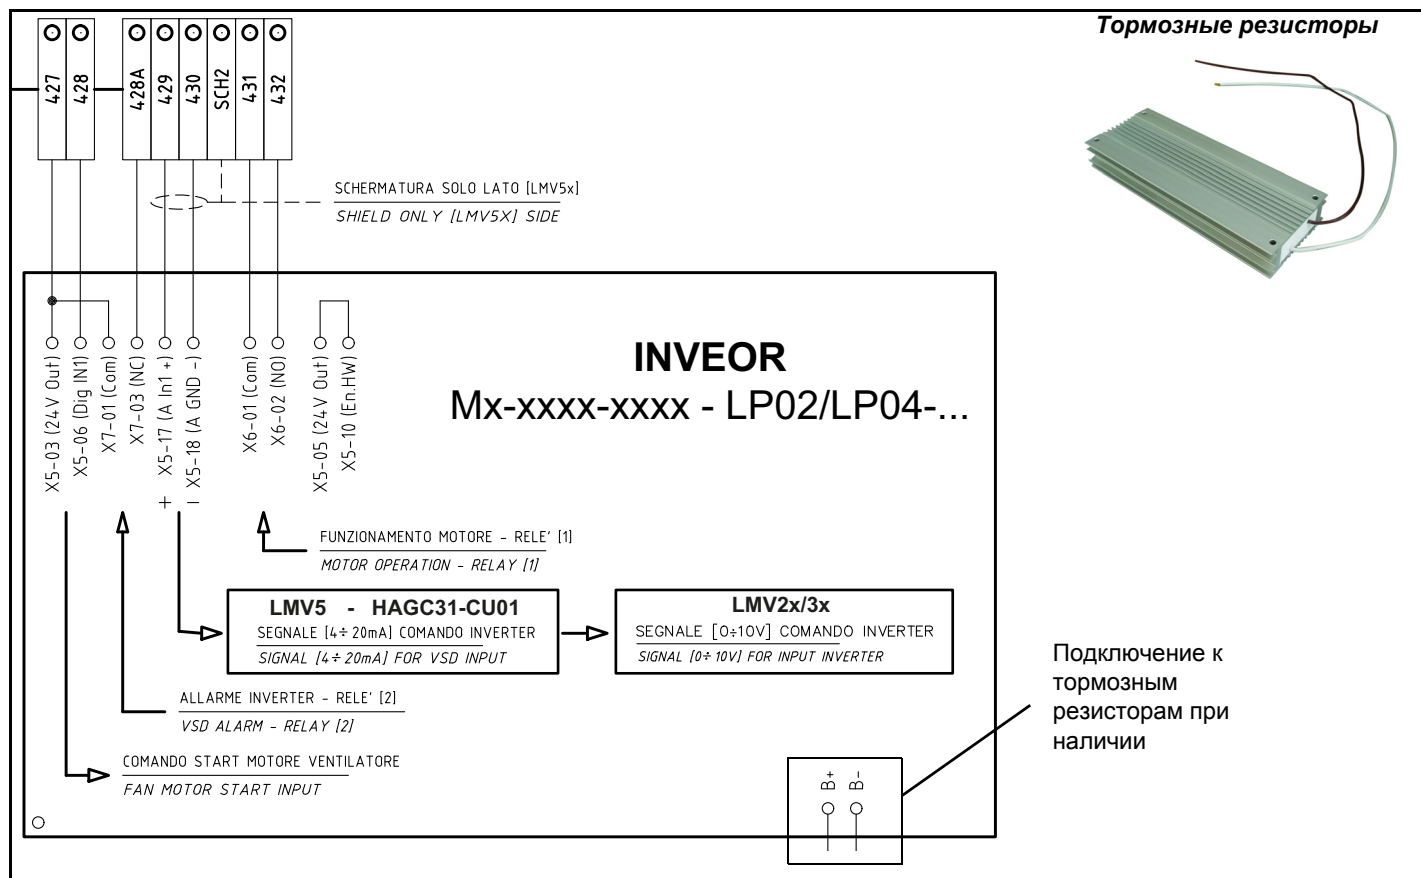 Тормозные резисторы
427
428
428A
429
430
SCH2
431
432
SCHERMATURA SOLO LATO [LMV5x]
SHIELD ONLY [LMV5X] SIDE
X5-03 (24V Out)
X5-06 (Dig IN1)
X7-01 (Com)
X7-03 (NC)
+ X5-17 (A In1 +)
- X5-18 (A GND -)
X6-01 (Com)
X6-02 (NO)
X5-05 (24V Out)
X5-10 (En.HW)
INVEOR
Mx-xxxx-xxxx - LP02/LP04-...
FUNZIONAMENTO MOTORE - RELE' [1]
MOTOR OPERATION - RELAY [1]
LMV5 - HAGC31-CU01
SEGNALE [4÷20mA] COMANDO INVERTER
SIGNAL [4÷20mA] FOR VSD INPUT
LMV2x/3x
SEGNALE [0÷10V] COMANDO INVERTER
SIGNAL [0÷10V] FOR INPUT INVERTER
ALLARME INVERTER - RELE' [2]
VSD ALARM - RELAY [2]
COMANDO START MOTORE VENTILATORE
FAN MOTOR START INPUT
Подключение к
тормозным
резисторам при
наличии
B+
B-